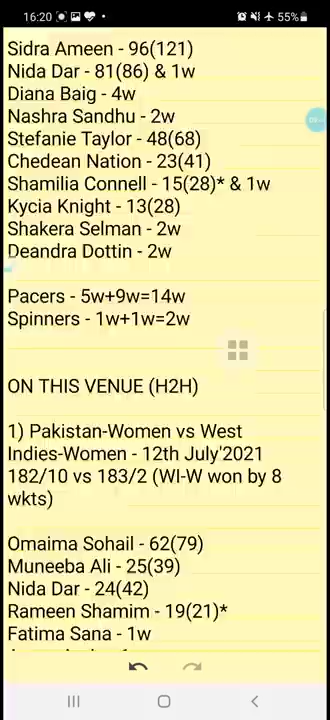 16:20
55%
Sidra Ameen - 96(121)
Nida Dar - 81(86) & 1w
Diana Baig - 4w
Nashra Sandhu - 2w
Stefanie Taylor - 48(68)
Chedean Nation - 23(41)
Shamilia Connell - 15(28)* & 1w
Kycia Knight - 13(28)
Shakera Selman - 2w
Deandra Dottin - 2w
Pacers - 5w+9w=14w
Spinners - 1w+1w=2w
ON THIS VENUE (H2H)
1) Pakistan-Women vs West
Indies-Women - 12th July'2021
182/10 vs 183/2 (WI-W won by 8
wkts)
Omaima Sohail - 62(79)
Muneeba Ali - 25(39)
Nida Dar - 24(42)
Rameen Shamim - 19(21)*
Fatima Sana - 1w